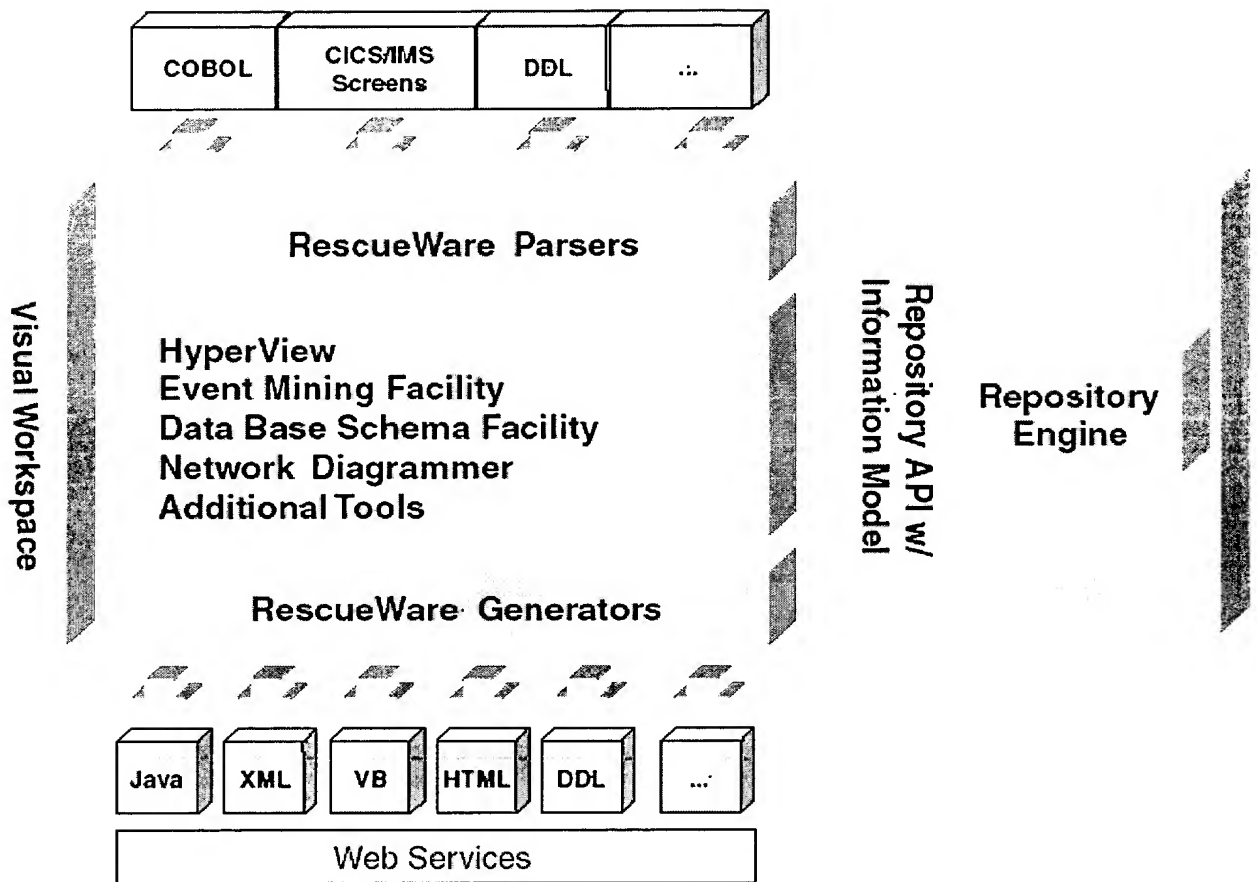 COBOL
CICS/IMS
Screens
DDL
...
RescueWare Parsers
Visual Workspace
HyperView
Event Mining Facility
Data Base Schema Facility
Network Diagrammer
Additional Tools
Repository API w/
Information Model
Repository
Engine
RescueWare Generators
Java
XML
VB
HTML
DDL
...
Web Services